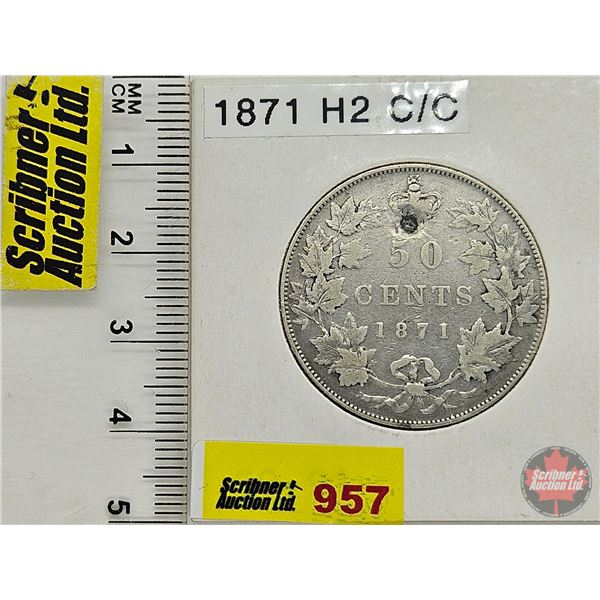 Scribner
Auction Ltd.
MM
CM
1
2
3
4
5
1871 H2 C/C
50
CENTS
1871
Scribner
Auction Ltd.
957
Scribner
Auction Ltd.